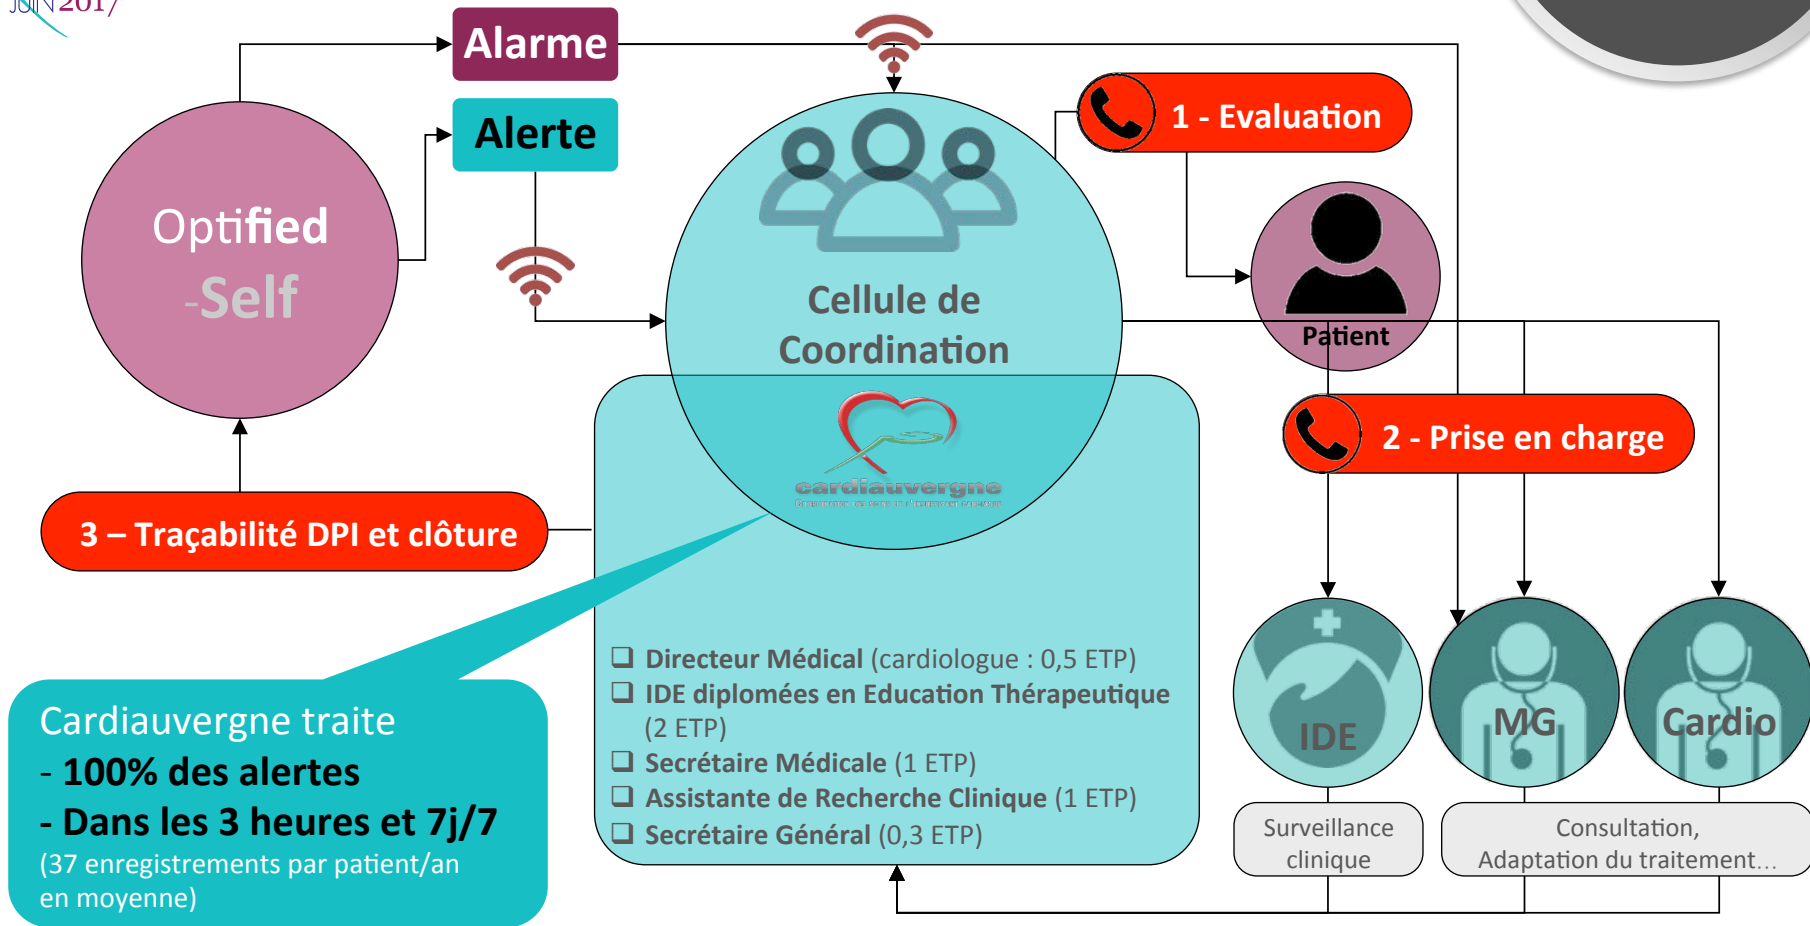 JUIN 2017
Alarme
Alerte
Optified
-Self
Cellule de
Coordination
cardiauvergne
1 - Evaluation
Patient
2 - Prise en charge
3 – Traçabilité DPI et clôture
Cardiauvergne traite
- 100% des alertes
- Dans les 3 heures et 7j/7
(37 enregistrements par patient/an
en moyenne)
❑ Directeur Médical (cardiologue : 0,5 ETP)
❑ IDE diplomées en Education Thérapeutique
(2 ETP)
❑ Secrétaire Médicale (1 ETP)
❑ Assistante de Recherche Clinique (1 ETP)
❑ Secrétaire Général (0,3 ETP)
IDE
MG
Cardio
Surveillance
clinique
Consultation,
Adaptation du traitement…